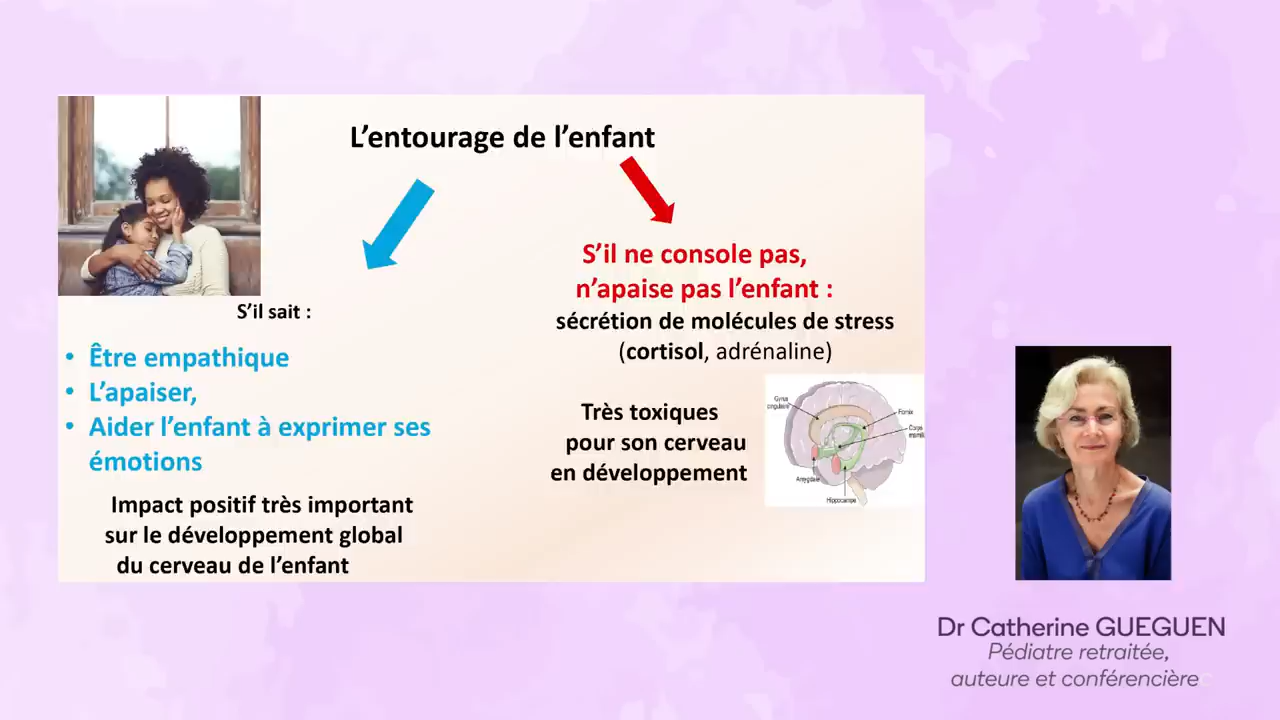 L'entourage de l'enfant
S'il sait :
• Être empathique
• L'apaiser,
• Aider l'enfant à exprimer ses
émotions
Impact positif très important
sur le développement global
du cerveau de l'enfant
S'il ne console pas,
n'apaise pas l'enfant :
sécrétion de molécules de stress
(cortisol, adrénaline)
Très toxiques
pour son cerveau
en développement
Gyrus
cingulaire
Fornix
Corps
Amygdale
Hippocampe
Dr Catherine GUEGUEN
Pédiatre retraitée,
auteure et conférencière